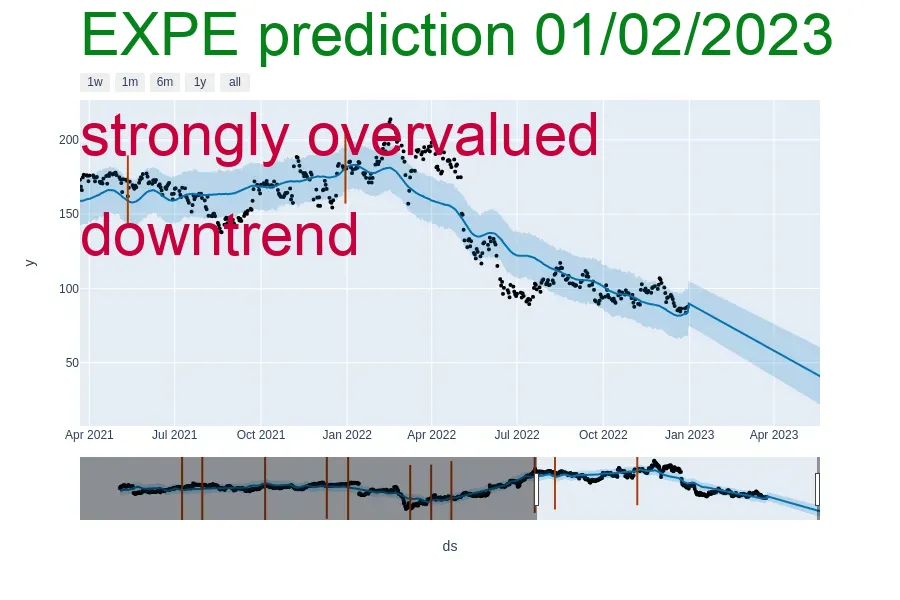 EXPE prediction 01/02/2023
1w 1m 6m 1y all
strongly overvalued
downtrend
200
150
100
50
y
Apr 2021 Jul 2021 Oct 2021 Jan 2022 Apr 2022 Jul 2022 Oct 2022 Jan 2023 Apr 2023
ds